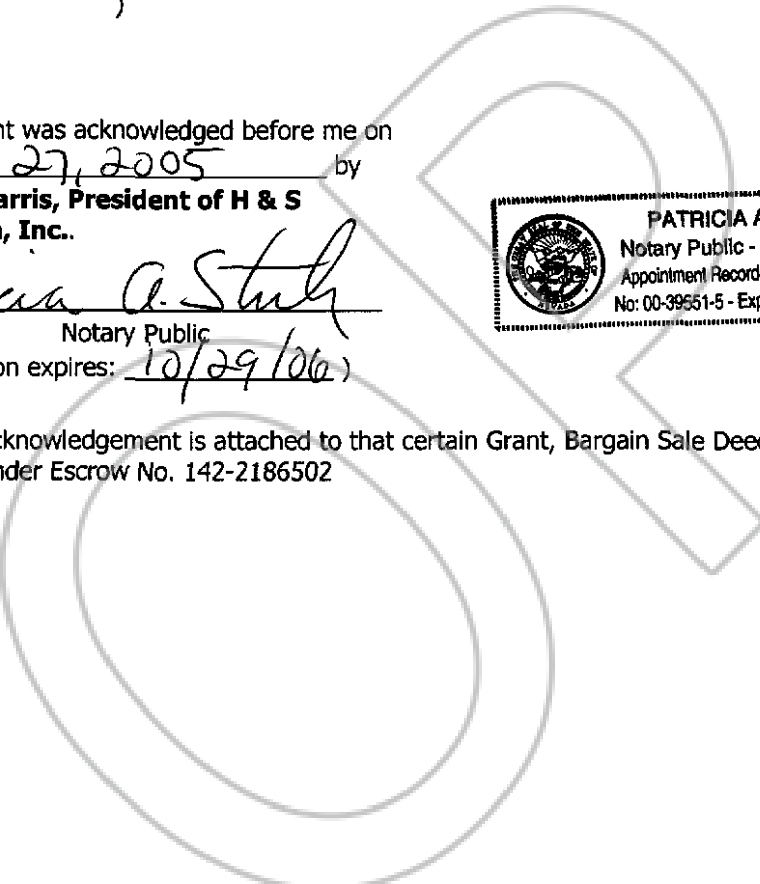 )
nt was acknowledged before me on
27, 2005 by
arris, President of H & S
, Inc..
a A. St
Notary Public
on expires: 10/29/06 )
PATRICIA A
Notary Public -
Appointment Record
No: 00-39551-5 - Exp
cknowledgement is attached to that certain Grant, Bargain Sale Deed
nder Escrow No. 142-2186502
OP